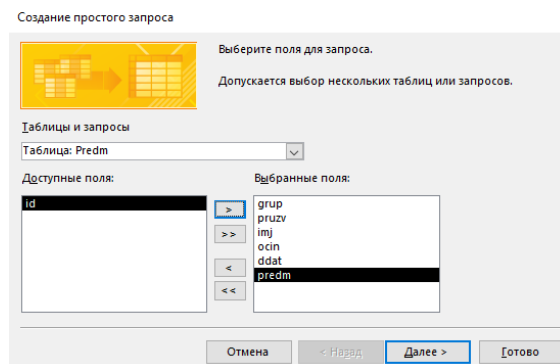 Создание простого запроса
Выберите поля для запроса.
Допускается выбор нескольких таблиц или запросов.
Таблицы и запросы
Таблица: Predm
Доступные поля:
Выбранные поля:
id
>
>>
<
<<
grup
pruzv
imj
ocin
ddat
predm
Отмена
< Назад
Далее >
Готово